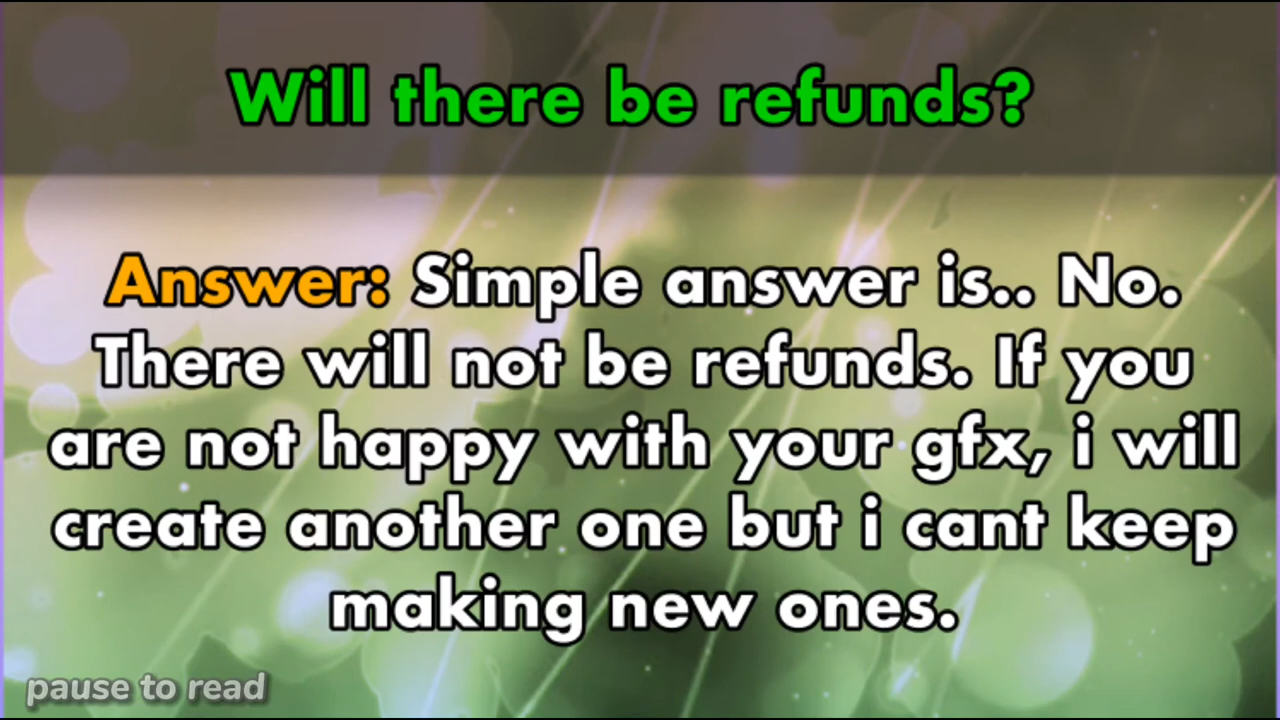 Will there be refunds?
Answer: Simple answer is.. No.
There will not be refunds. If you
are not happy with your gfx, i will
create another one but i cant keep
making new ones.
pause to read